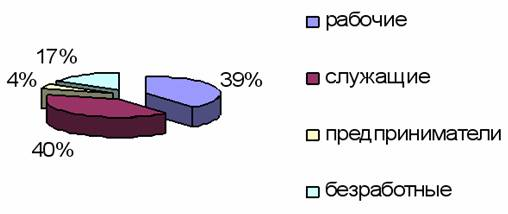 17%
4%
39%
40%
рабочие
служащие
предприниматели
безработные